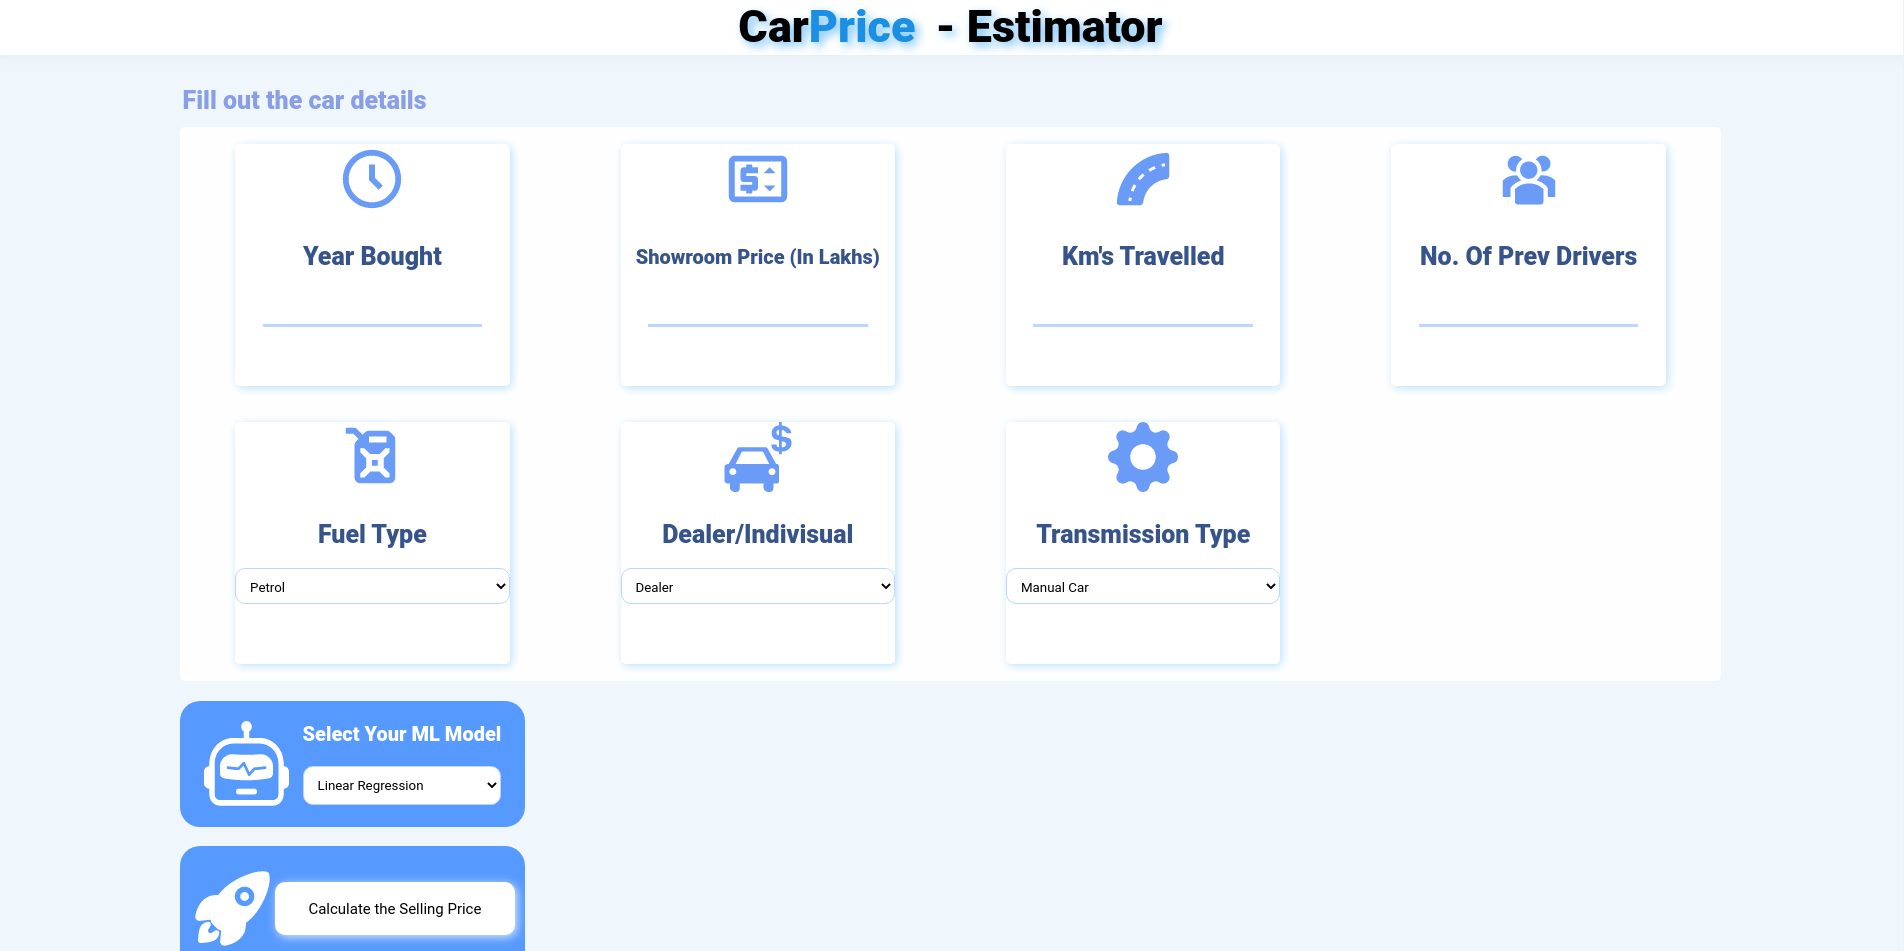 CarPrice - Estimator
Fill out the car details
Year Bought
Showroom Price (In Lakhs)
Km's Travelled
No. Of Prev Drivers
Fuel Type
Dealer/Indivisual
Transmission Type
Petrol
Dealer
Manual Car
Select Your ML Model
Linear Regression
Calculate the Selling Price